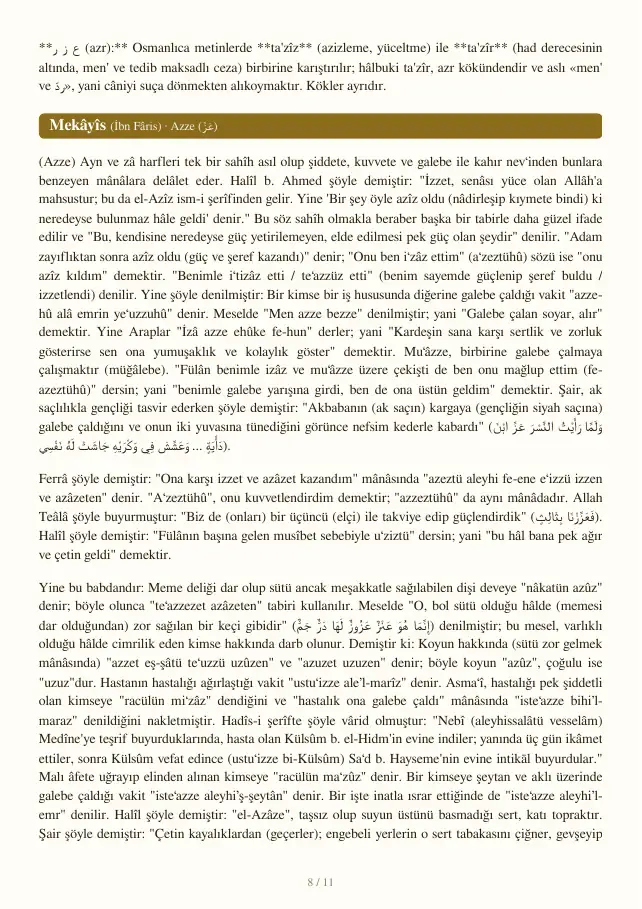 **ع ز ر (azr):** Osmanlıca metinlerde **ta'zîz** (azizleme, yüceltme) ile **ta'zîr** (had derecesinin
altında, men' ve tedib maksadlı ceza) birbirine karıştırılır; hâlbuki ta'zîr, azr kökündendir ve aslı «men'
ve ردّ», yani câniyi suça dönmekten alıkoymaktır. Kökler ayrıdır.
Mekâyîs (İbn Fâris) · Azze (عَزّ)
(Azze) Ayn ve zâ harfleri tek bir sahîh asıl olup şiddete, kuvvete ve galebe ile kahır nev‘inden bunlara
benzeyen mânâlara delâlet eder. Halîl b. Ahmed şöyle demiştir: "İzzet, senâsı yüce olan Allâh'a
mahsustur; bu da el-Azîz ism-i şerîfinden gelir. Yine 'Bir şey öyle azîz oldu (nâdirleşip kıymete bindi) ki
neredeyse bulunmaz hâle geldi' denir." Bu söz sahîh olmakla beraber başka bir tabirle daha güzel ifade
edilir ve "Bu, kendisine neredeyse güç yetirilemeyen, elde edilmesi pek güç olan şeydir" denilir. "Adam
zayıflıktan sonra azîz oldu (güç ve şeref kazandı)" denir; "Onu ben i‘zâz ettim" (a‘zeztühû) sözü ise "onu
azîz kıldım" demektir. "Benimle i‘tizâz etti / te‘azzüz etti" (benim sayemde güçlenip şeref buldu /
izzetlendi) denilir. Yine şöyle denilmiştir: Bir kimse bir iş hususunda diğerine galebe çaldığı vakit "azze-
hû alâ emrin ye‘uzzuhû" denir. Meselde "Men azze bezze" denilmiştir; yani "Galebe çalan soyar, alır"
demektir. Yine Araplar "İzâ azze ehûke fe-hun" derler; yani "Kardeşin sana karşı sertlik ve zorluk
gösterirse sen ona yumuşaklık ve kolaylık göster" demektir. Mu‘âzze, birbirine galebe çalmaya
çalışmaktır (müğâlebe). "Fülân benimle izâz ve mu‘âzze üzere çekişti de ben onu mağlup ettim (fe-
azeztühû)" dersin; yani "benimle galebe yarışına girdi, ben de ona üstün geldim" demektir. Şair, ak
saçlılıkla gençliği tasvir ederken şöyle demiştir: "Akbabanın (ak saçın) kargaya (gençliğin siyah saçına)
galebe çaldığını ve onun iki yuvasına tünediğini görünce nefsim kederle kabardı" (وَلَمَّا رَأَيْتُ النَّسْرَ عَزَّ ابْنَ
دَأْيَةٍ ... وَعَشَّشَ فِي وَكْرَيْهِ جَاشَتْ لَهُ نَفْسِي).
Ferrâ şöyle demiştir: "Ona karşı izzet ve azâzet kazandım" mânâsında "azeztü aleyhi fe-ene e‘izzü izzen
ve azâzeten" denir. "A‘zeztühû", onu kuvvetlendirdim demektir; "azzeztühû" da aynı mânâdadır. Allah
Teâlâ şöyle buyurmuştur: "Biz de (onları) bir üçüncü (elçi) ile takviye edip güçlendirdik" (فَعَزَّزْنَا بِثَالِثٍ).
Halîl şöyle demiştir: "Fülânın başına gelen musîbet sebebiyle u‘ziztü" dersin; yani "bu hâl bana pek ağır
ve çetin geldi" demektir.
Yine bu babdandır: Meme deliği dar olup sütü ancak meşakkatle sağılabilen dişi deveye "nâkatün azûz"
denir; böyle olunca "te‘azzezet azâzeten" tabiri kullanılır. Meselde "O, bol sütü olduğu hâlde (memesi
dar olduğundan) zor sağılan bir keçi gibidir" (إِنَّمَا هُوَ عَنْزٌ عَزُوزٌ لَهَا دَرٌّ جَمٌّ) denilmiştir; bu mesel, varlıklı
olduğu hâlde cimrilik eden kimse hakkında darb olunur. Demiştir ki: Koyun hakkında (sütü zor gelmek
mânâsında) "azzet eş-şâtü te‘uzzü uzûzen" ve "azuzet uzuzen" denir; böyle koyun "azûz", çoğulu ise
"uzuz"dur. Hastanın hastalığı ağırlaştığı vakit "ustu‘izze ale’l-marîz" denir. Asma‘î, hastalığı pek şiddetli
olan kimseye "racülün mi‘zâz" dendiğini ve "hastalık ona galebe çaldı" mânâsında "iste‘azze bihi’l-
maraz" denildiğini nakletmiştir. Hadîs-i şerîfte şöyle vârid olmuştur: "Nebî (aleyhissalâtü vesselâm)
Medîne'ye teşrif buyurduklarında, hasta olan Külsûm b. el-Hidm'in evine indiler; yanında üç gün ikâmet
ettiler, sonra Külsûm vefat edince (ustu‘izze bi-Külsûm) Sa‘d b. Hayseme'nin evine intikâl buyurdular."
Malı âfete uğrayıp elinden alınan kimseye "racülün ma‘zûz" denir. Bir kimseye şeytan ve aklı üzerinde
galebe çaldığı vakit "iste‘azze aleyhi’ş-şeytân" denir. Bir işte inatla ısrar ettiğinde de "iste‘azze aleyhi’l-
emr" denilir. Halîl şöyle demiştir: "el-Azâze", taşsız olup suyun üstünü basmadığı sert, katı topraktır.
Şair şöyle demiştir: "Çetin kayalıklardan (geçerler); engebeli yerlerin o sert tabakasını çiğner, gevşeyip
8 / 11